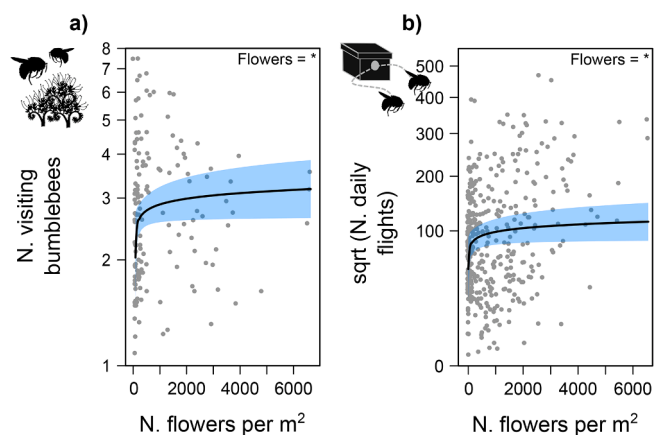 a)
Flowers = *
N. visiting
bumblebees
8
7
6
5
4
3
2
1
0 2000 4000 6000
N. flowers per m²
b)
Flowers = *
sqrt (N. daily
flights)
500
400
300
200
100
0
0 2000 4000 6000
N. flowers per m²